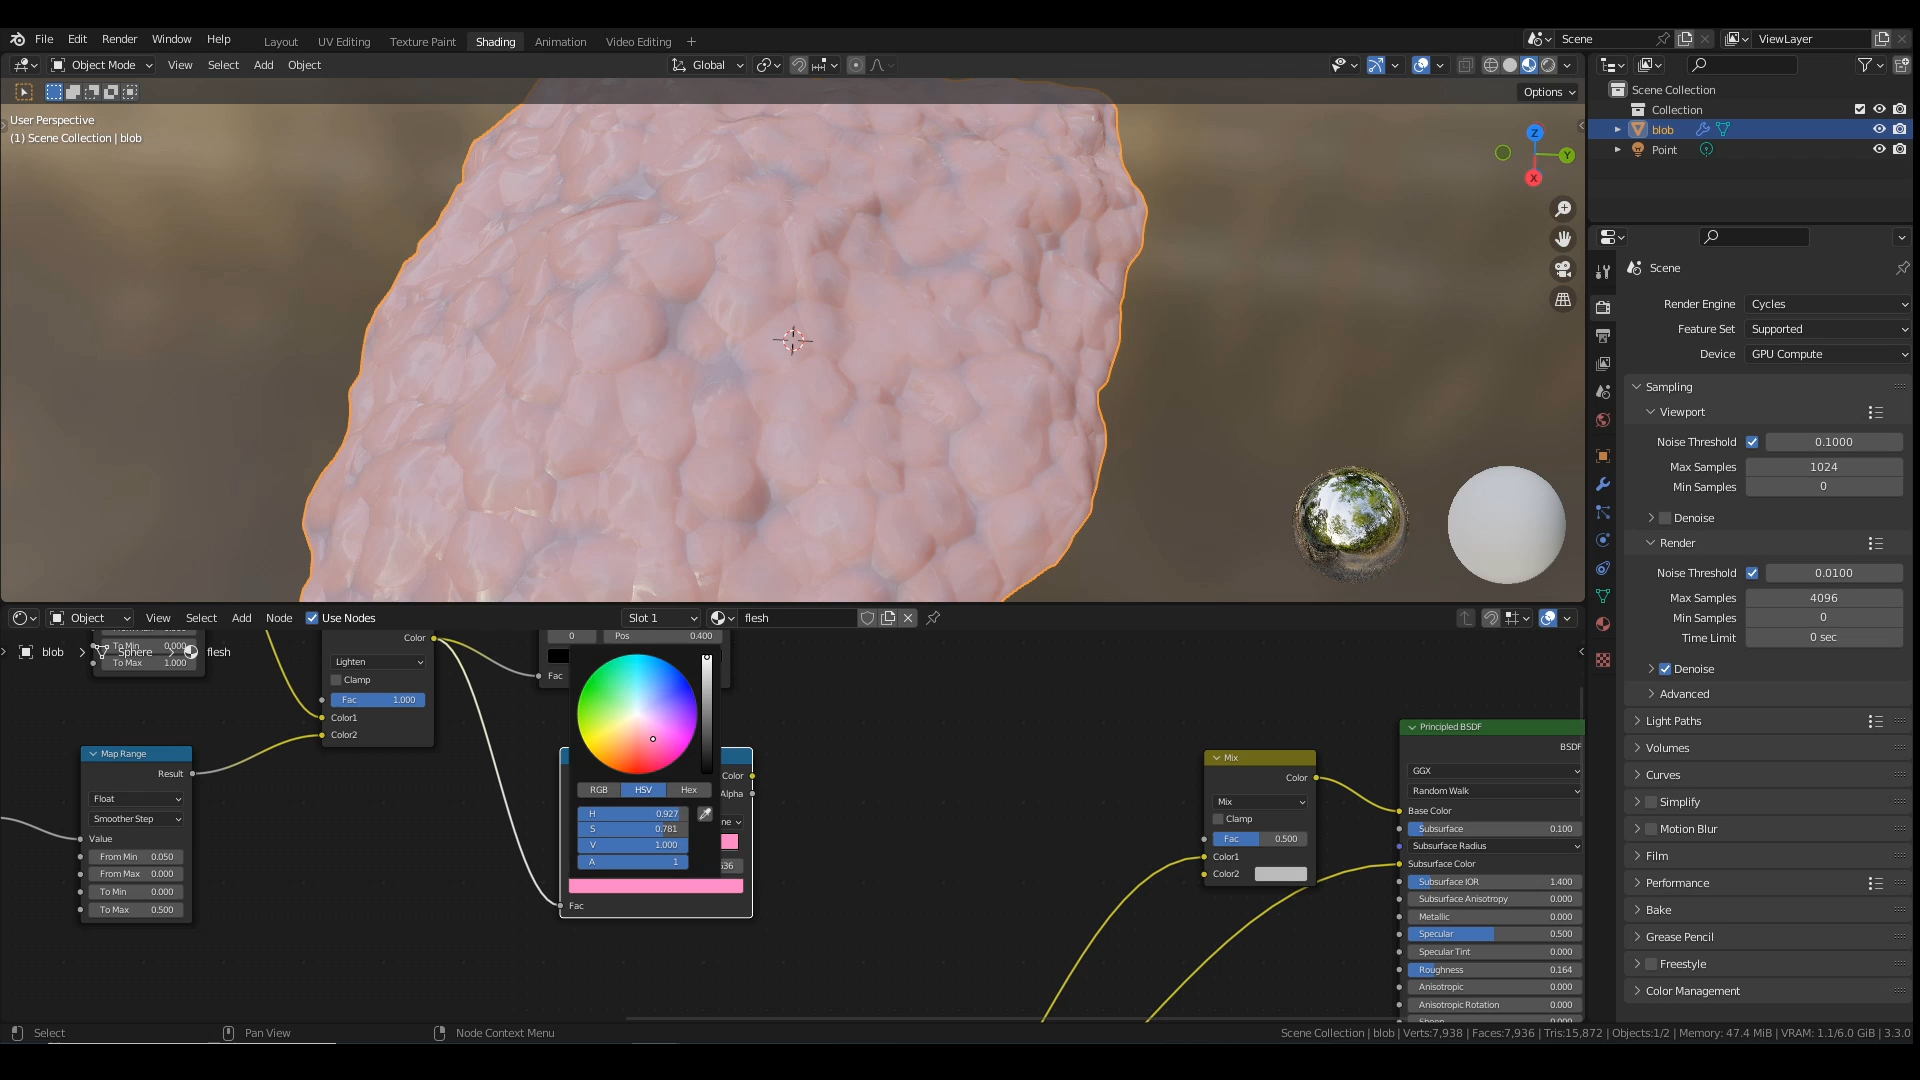 File Edit Render Window Help Layout UV Editing Texture Paint Shading Animation Video Editing + Scene ViewLayer
Object Mode View Select Add Object Global
Options
User Perspective
(1) Scene Collection | blob
Z
Y
X
Scene Collection
Collection
blob
Point
Scene
Render Engine Cycles
Feature Set Supported
Device GPU Compute
Sampling
Viewport
Noise Threshold 0.1000
Max Samples 1024
Min Samples 0
Denoise
Render
Noise Threshold 0.0100
Max Samples 4096
Min Samples 0
Time Limit 0 sec
Denoise
Advanced
Light Paths
Volumes
Curves
Simplify
Motion Blur
Film
Performance
Bake
Grease Pencil
Freestyle
Color Management
Object View Select Add Node Use Nodes Slot 1 flesh
blob > Sphere > flesh
To Min 0.000
To Max 1.000
Map Range
Result
Float
Smoother Step
Value
From Min 0.050
From Max 0.000
To Min 0.000
To Max 0.500
Color
Lighten
Clamp
Fac 1.000
Color1
Color2
0 Pos 0.400
Fac
RGB HSV Hex
H 0.927
S 0.781
V 1.000
A 1
Color
Alpha
Fac
Mix
Color
Mix
Clamp
Fac 0.500
Color1
Color2
Principled BSDF
BSDF
GGX
Random Walk
Base Color
Subsurface 0.100
Subsurface Radius
Subsurface Color
Subsurface IOR 1.400
Subsurface Anisotropy 0.000
Metallic 0.000
Specular 0.500
Specular Tint 0.000
Roughness 0.164
Anisotropic 0.000
Anisotropic Rotation 0.000
Select Pan View Node Context Menu
Scene Collection | blob | Verts:7,938 | Faces:7,936 | Tris:15,872 | Objects:1/2 | Memory: 47.4 MiB | VRAM: 1.1/6.0 GiB | 3.3.0